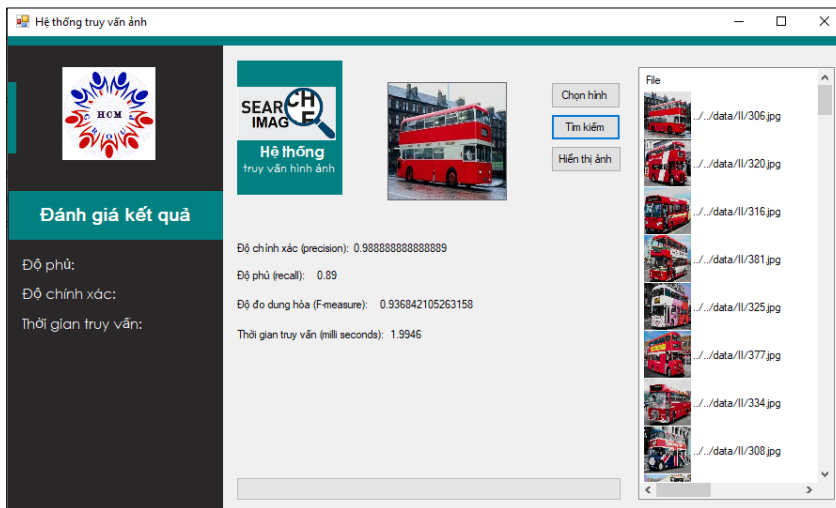 Hệ thống truy vấn ảnh
HCM
GROUP
Đánh giá kết quả
Độ phủ:
Độ chính xác:
Thời gian truy vấn:
SEARCH
IMAGE
Hệ thống
truy vấn hình ảnh
Chọn hình
Tìm kiếm
Hiển thị ảnh
Độ chính xác (precision): 0.988888888888889
Độ phủ (recall): 0.89
Độ đo dung hòa (F-measure): 0.936842105263158
Thời gian truy vấn (milli seconds): 1.9946
File
../../data/II/306.jpg
../../data/II/320.jpg
../../data/II/316.jpg
../../data/II/381.jpg
../../data/II/325.jpg
../../data/II/377.jpg
../../data/II/334.jpg
../../data/II/308.jpg